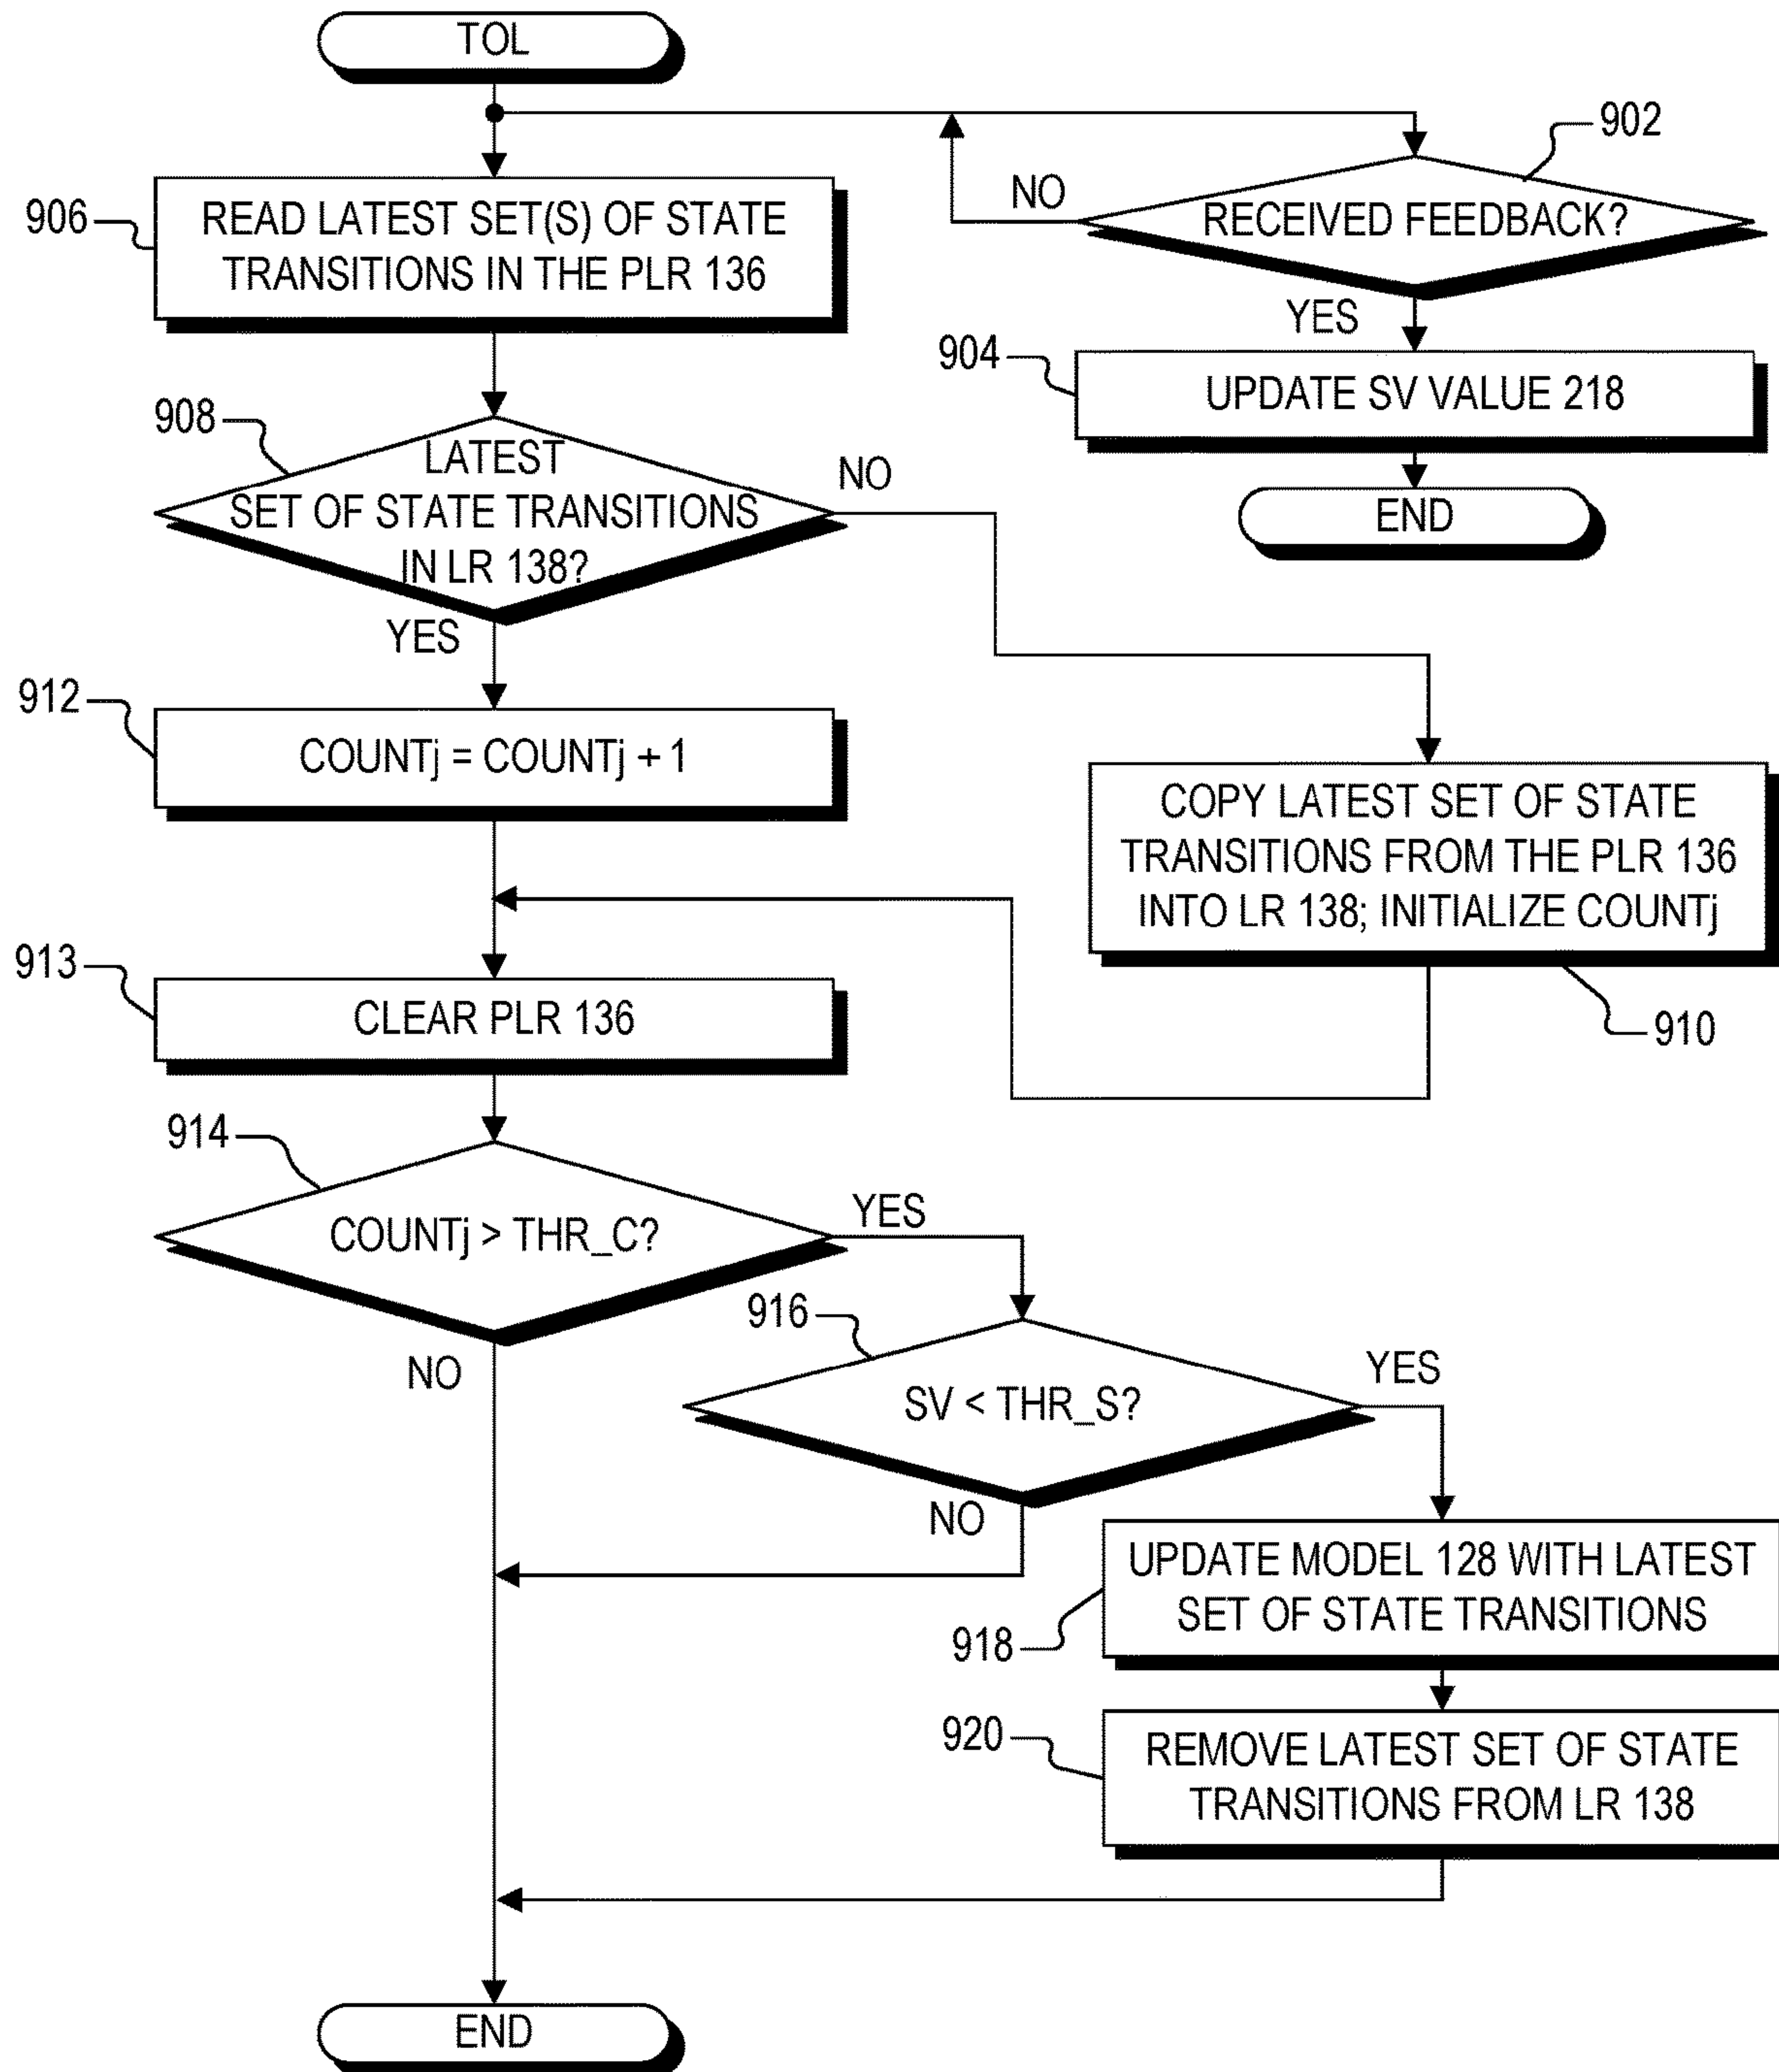 TOL
902
NO
RECEIVED FEEDBACK?
906
READ LATEST SET(S) OF STATE
TRANSITIONS IN THE PLR 136
YES
904
UPDATE SV VALUE 218
END
908
LATEST
SET OF STATE TRANSITIONS
IN LR 138?
NO
YES
912
COUNTj = COUNTj + 1
COPY LATEST SET OF STATE
TRANSITIONS FROM THE PLR 136
INTO LR 138; INITIALIZE COUNTj
910
913
CLEAR PLR 136
914
COUNTj > THR_C?
YES
NO
916
SV < THR_S?
YES
NO
UPDATE MODEL 128 WITH LATEST
SET OF STATE TRANSITIONS
918
920
REMOVE LATEST SET OF STATE
TRANSITIONS FROM LR 138
END